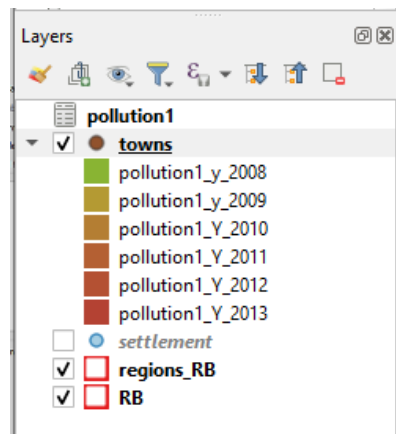 Layers
pollution1
towns
pollution1_y_2008
pollution1_y_2009
pollution1_Y_2010
pollution1_Y_2011
pollution1_Y_2012
pollution1_Y_2013
settlement
regions_RB
RB